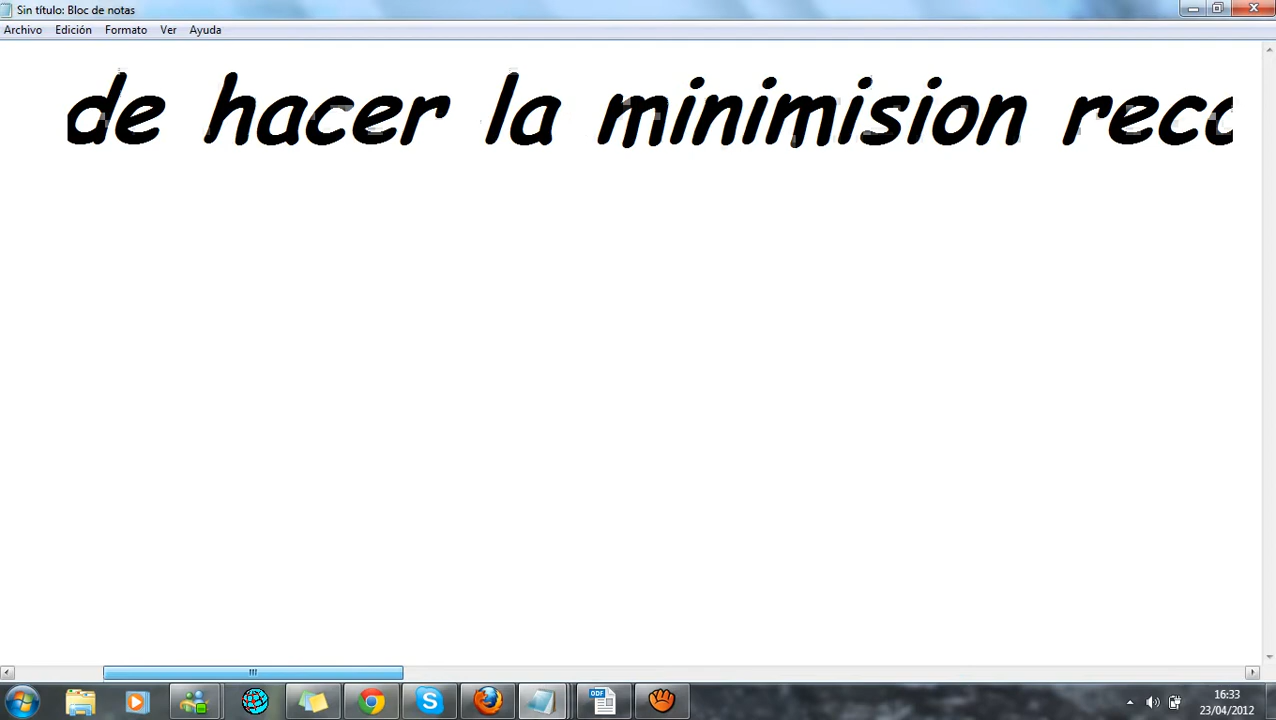 Sin título: Bloc de notas
Archivo Edición Formato Ver Ayuda
de hacer la minimision reco
ODF
S
16:33
23/04/2012